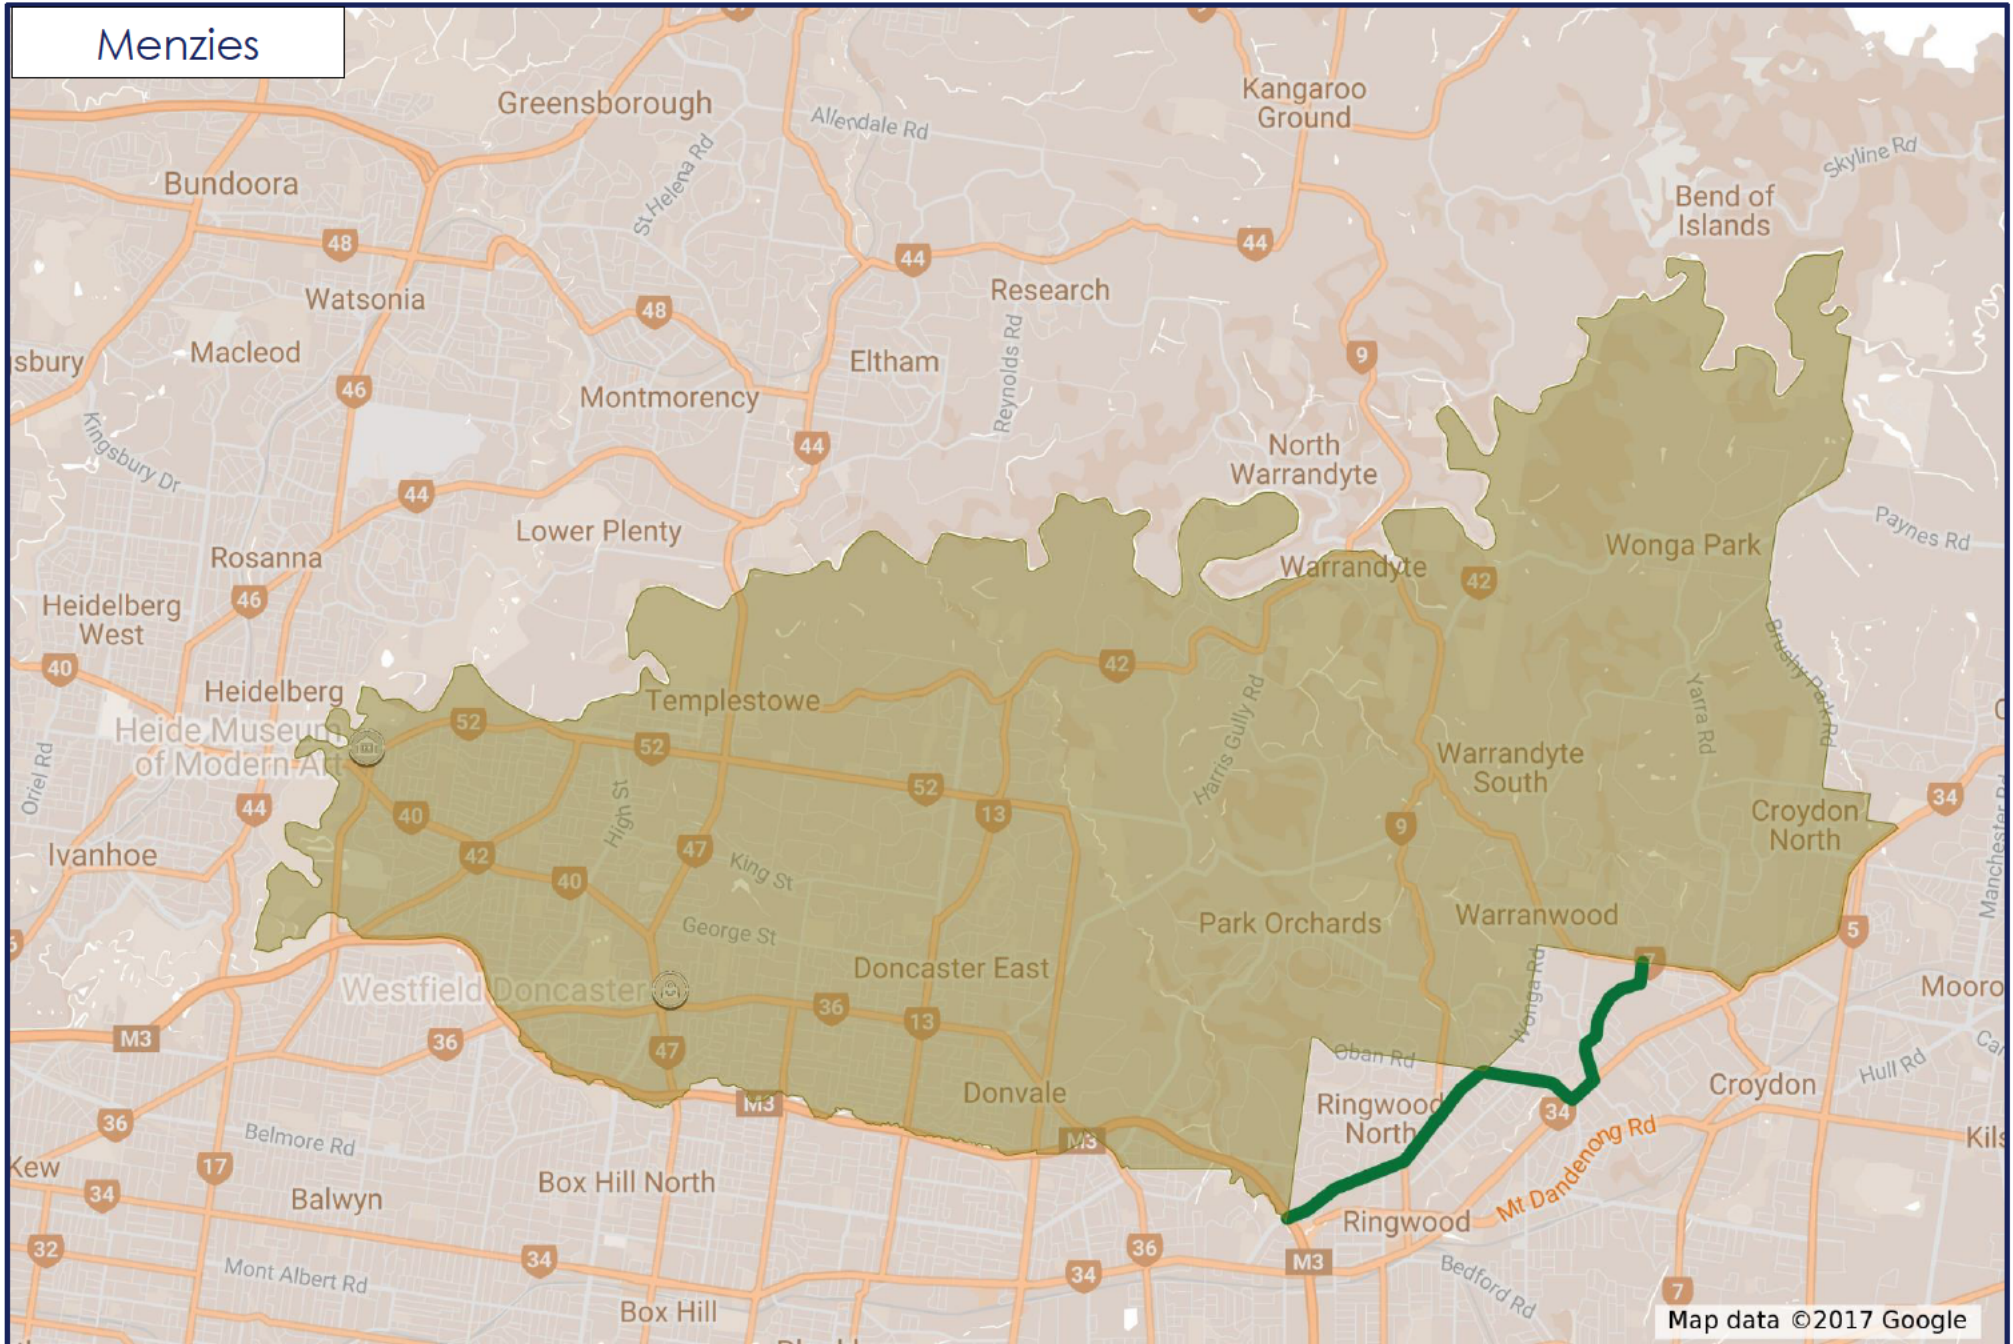 Menzies
Greensborough
Allendale Rd
Kangaroo
Ground
Skyline Rd
Bundoora
St Helena Rd
Bend of
Islands
48
44
44
Watsonia
Research
48
Macleod
gsbury
Eltham
Reynolds Rd
9
46
Montmorency
Kingsbury Dr
44
North
Warrandyte
44
Lower Plenty
Paynes Rd
Rosanna
Wonga Park
Warrandyte
42
46
Heidelberg
West
40
42
Brushy Park Rd
Heidelberg
Templestowe
Harris Gully Rd
Yarra Rd
Heide Museum
of Modern Art
52
52
Warrandyte
South
Oriel Rd
52
44
40
High St
13
9
Croydon
North
34
Manchester Rd
Ivanhoe
42
47
King St
40
Park Orchards
Warranwood
George St
5
Doncaster East
7
Westfield Doncaster
Wonga Rd
Mooro
36
13
M3
36
47
Oban Rd
Hull Rd
Donvale
Croydon
M3
Ringwood
North
34
36
Belmore Rd
M3
Mt Dandenong Rd
Kils
Kew
17
Box Hill North
34
Balwyn
Ringwood
32
34
36
M3
Mont Albert Rd
34
Bedford Rd
7
Box Hill
Map data ©2017 Google